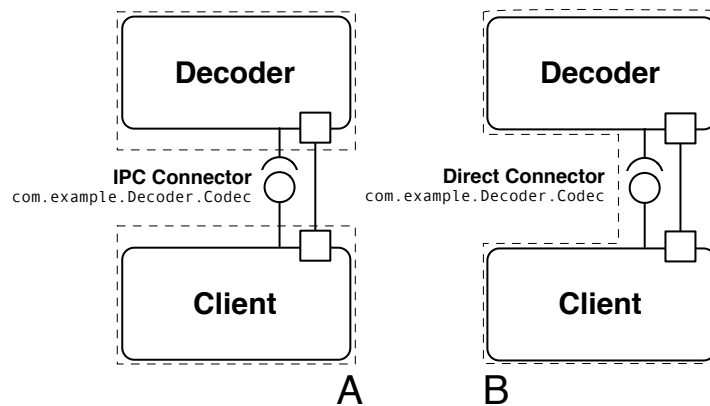 Decoder
IPC Connector
com.example.Decoder.Codec
Client
A
Decoder
Direct Connector
com.example.Decoder.Codec
Client
B